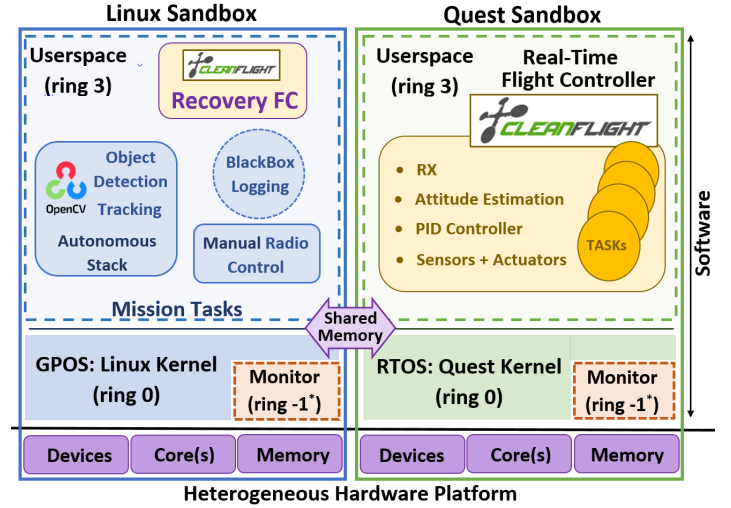 Linux Sandbox
Quest Sandbox
Userspace
(ring 3)
CLEANFLIGHT
Recovery FC
Object
Detection
Tracking
OpenCV
Autonomous
Stack
BlackBox
Logging
Manual Radio
Control
Mission Tasks
Userspace
(ring 3)
Real-Time
Flight Controller
CLEANFLIGHT
• RX
• Attitude Estimation
• PID Controller
• Sensors + Actuators
TASKs
Software
Shared
Memory
GPOS: Linux Kernel
(ring 0)
Monitor
(ring -1*)
RTOS: Quest Kernel
(ring 0)
Monitor
(ring -1*)
Devices
Core(s)
Memory
Devices
Core(s)
Memory
Heterogeneous Hardware Platform